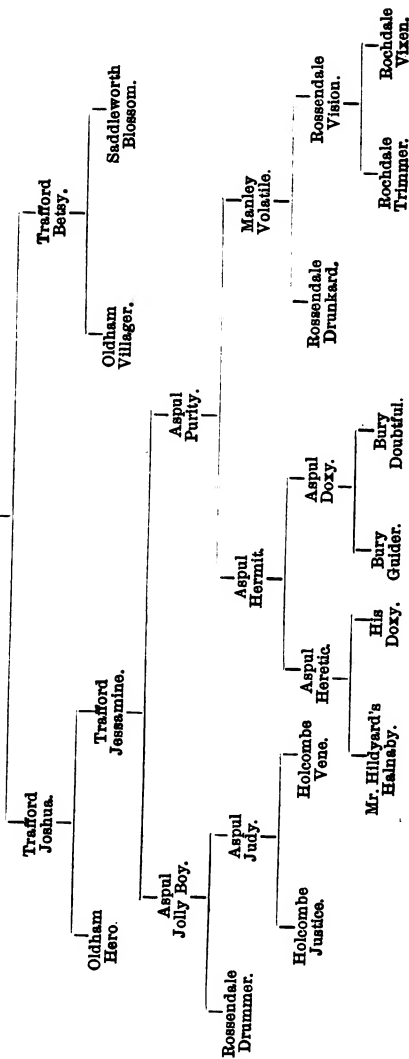 Trafford
Joshua.
Trafford
Betsy.
Oldham
Hero.
Trafford
Jessamine.
Oldham
Villager.
Saddleworth
Blossom.
Aspul
Jolly Boy.
Aspul
Purity.
Rossendale
Drummer.
Aspul
Judy.
Aspul
Hermit.
Manley
Volatile.
Holcombe
Justice.
Holcombe
Vene.
Aspul
Heretic.
Aspul
Doxy.
Rossendale
Drunkard.
Rossendale
Vision.
Mr. Hildyard's
Halnaby.
His
Doxy.
Bury
Guider.
Bury
Doubtful.
Rochdale
Trimmer.
Rochdale
Vixen.